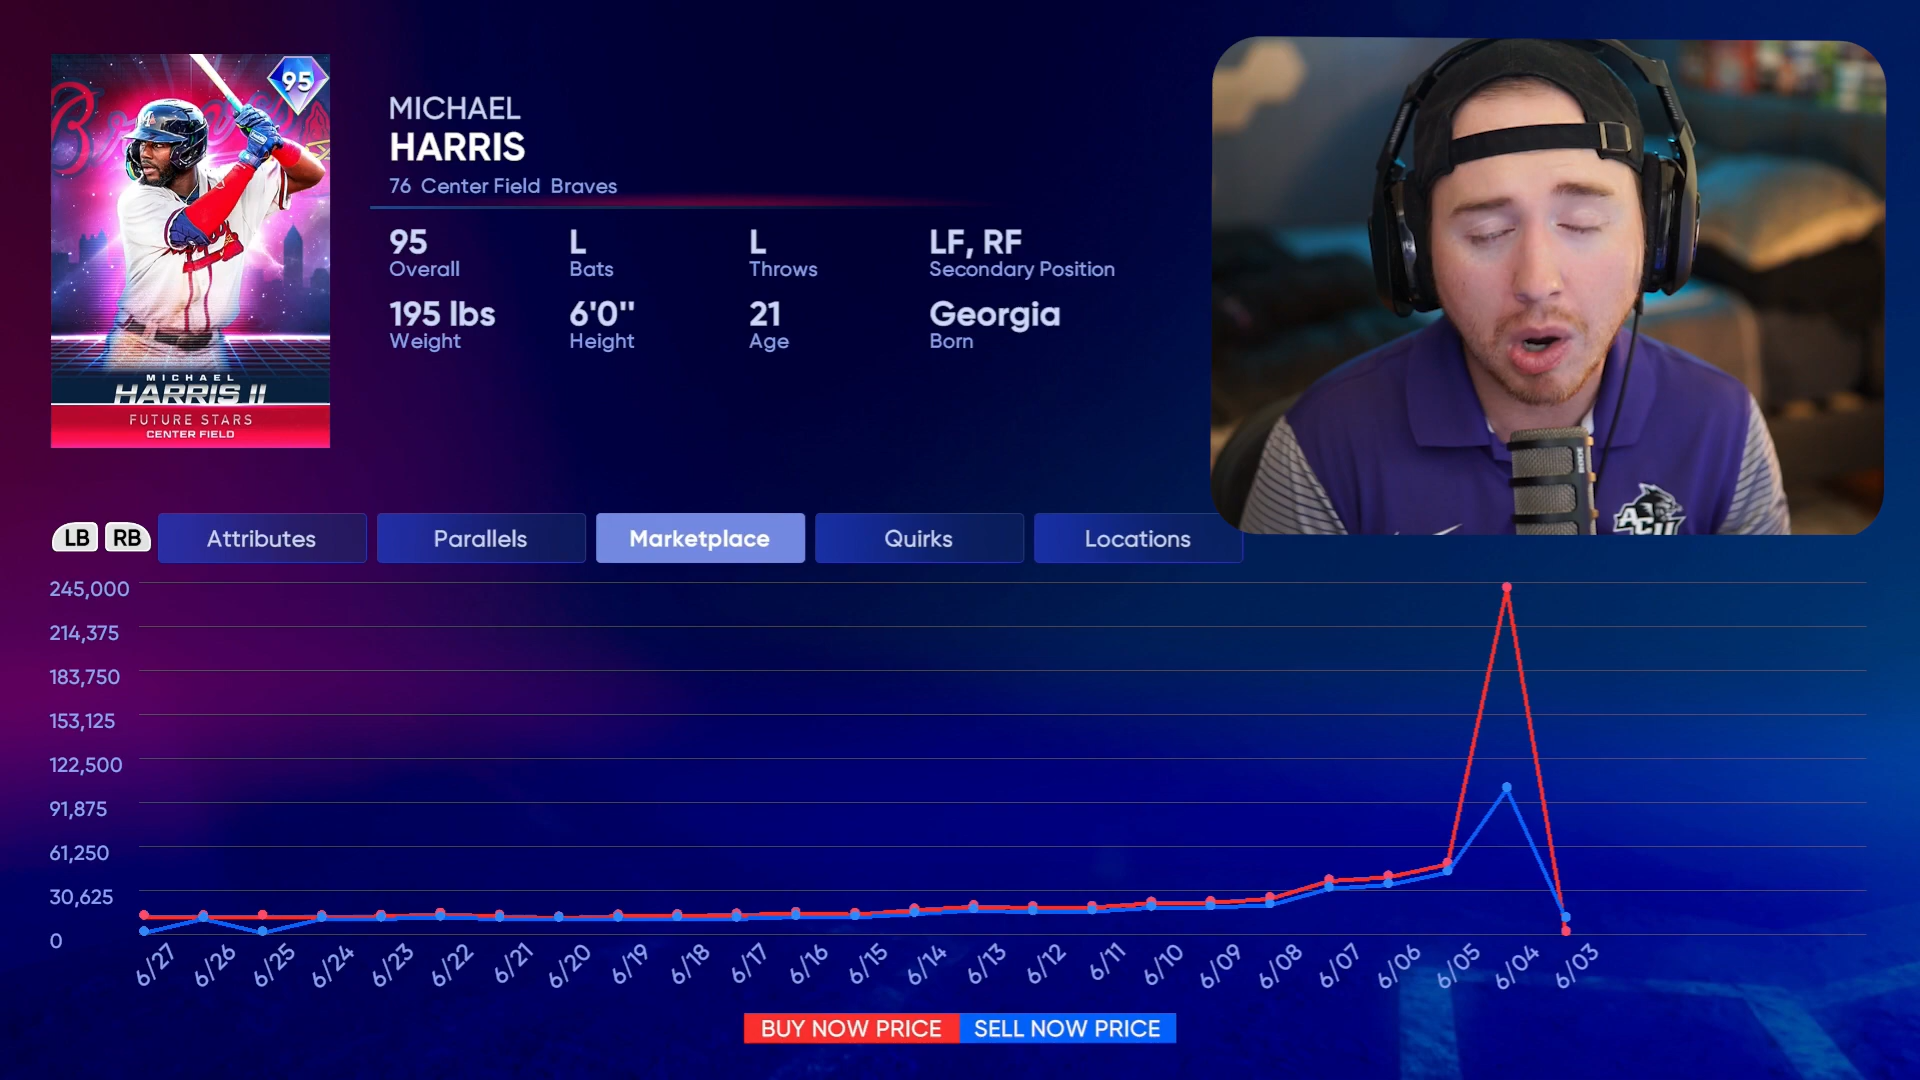 95
MICHAEL
HARRIS II
FUTURE STARS
CENTER FIELD
MICHAEL
HARRIS
76 Center Field Braves
95 L L LF, RF
Overall Bats Throws Secondary Position
195 lbs 6'0" 21 Georgia
Weight Height Age Born
ACU
LB RB Attributes Parallels Marketplace Quirks Locations
245,000
214,375
183,750
153,125
122,500
91,875
61,250
30,625
0
6/27 6/26 6/25 6/24 6/23 6/22 6/21 6/20 6/19 6/18 6/17 6/16 6/15 6/14 6/13 6/12 6/11 6/10 6/09 6/08 6/07 6/06 6/05 6/04 6/03
BUY NOW PRICE SELL NOW PRICE